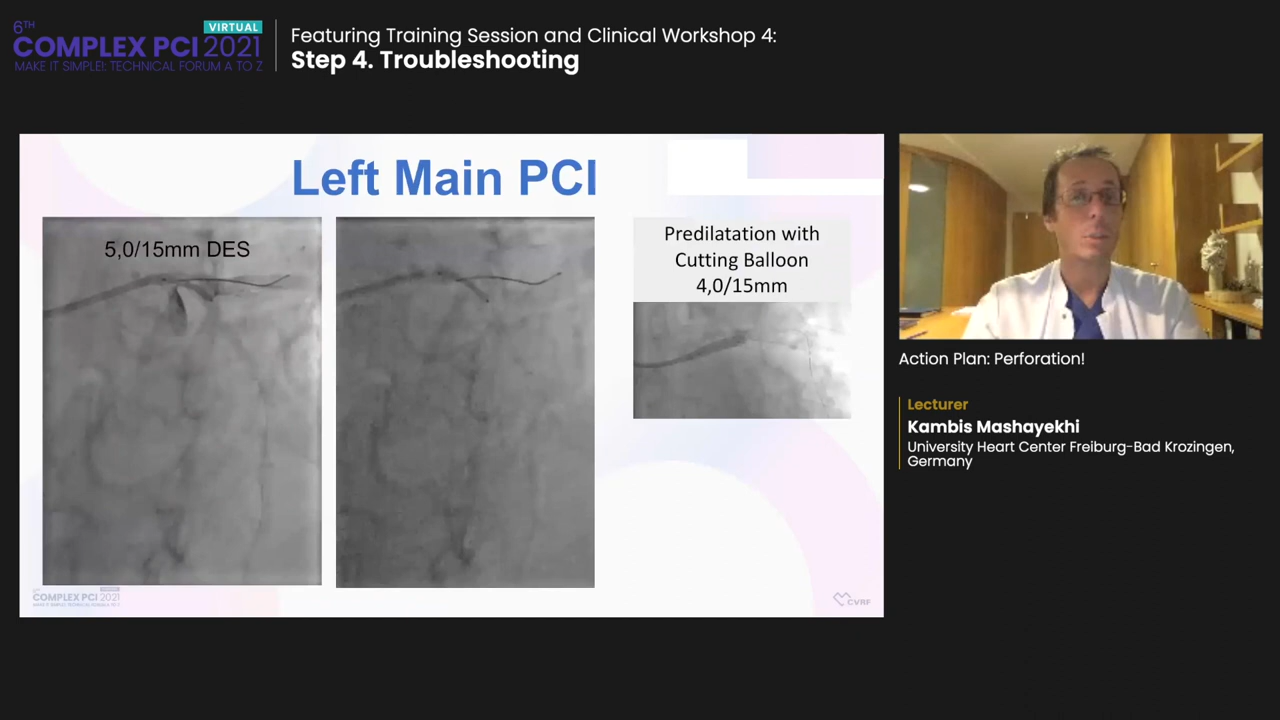 6TH
VIRTUAL
COMPLEX PCI 2021
MAKE IT SIMPLE!: TECHNICAL FORUM A TO Z
Featuring Training Session and Clinical Workshop 4:
Step 4. Troubleshooting
Left Main PCI
5,0/15mm DES
Predilatation with
Cutting Balloon
4,0/15mm
COMPLEX PCI 2021
CVRF
Action Plan: Perforation!
Lecturer
Kambis Mashayekhi
University Heart Center Freiburg-Bad Krozingen,
Germany